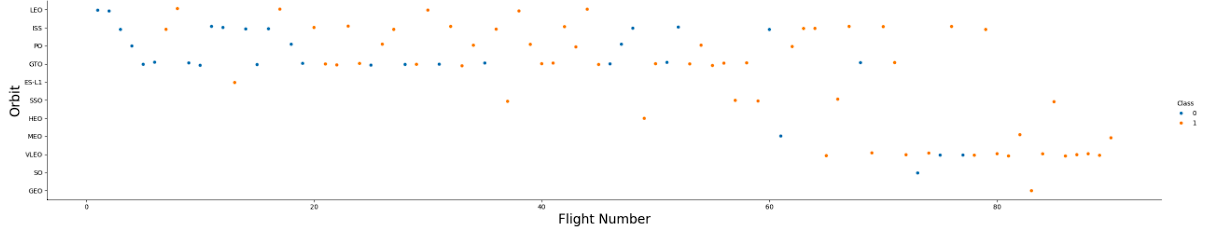 LEO
ISS
PO
GTO
ES-L1
SSO
HEO
MEO
VLEO
SO
GEO
Orbit
0 20 40 60 80
Flight Number
Class
0
1